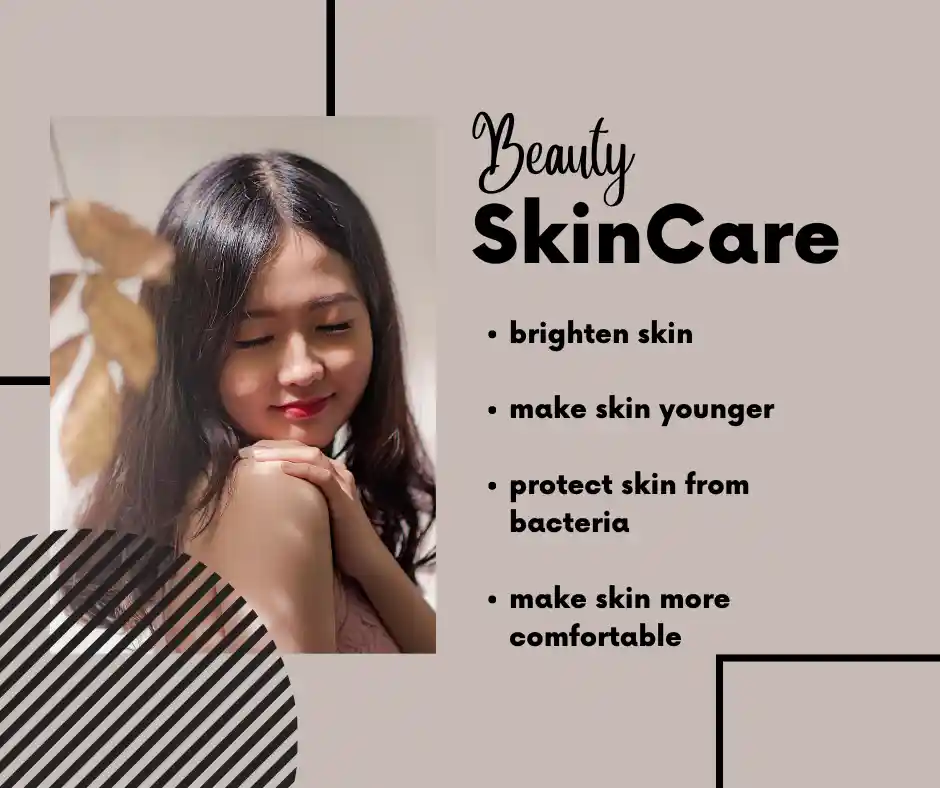 Beauty
SkinCare
• brighten skin
• make skin younger
• protect skin from
bacteria
• make skin more
comfortable